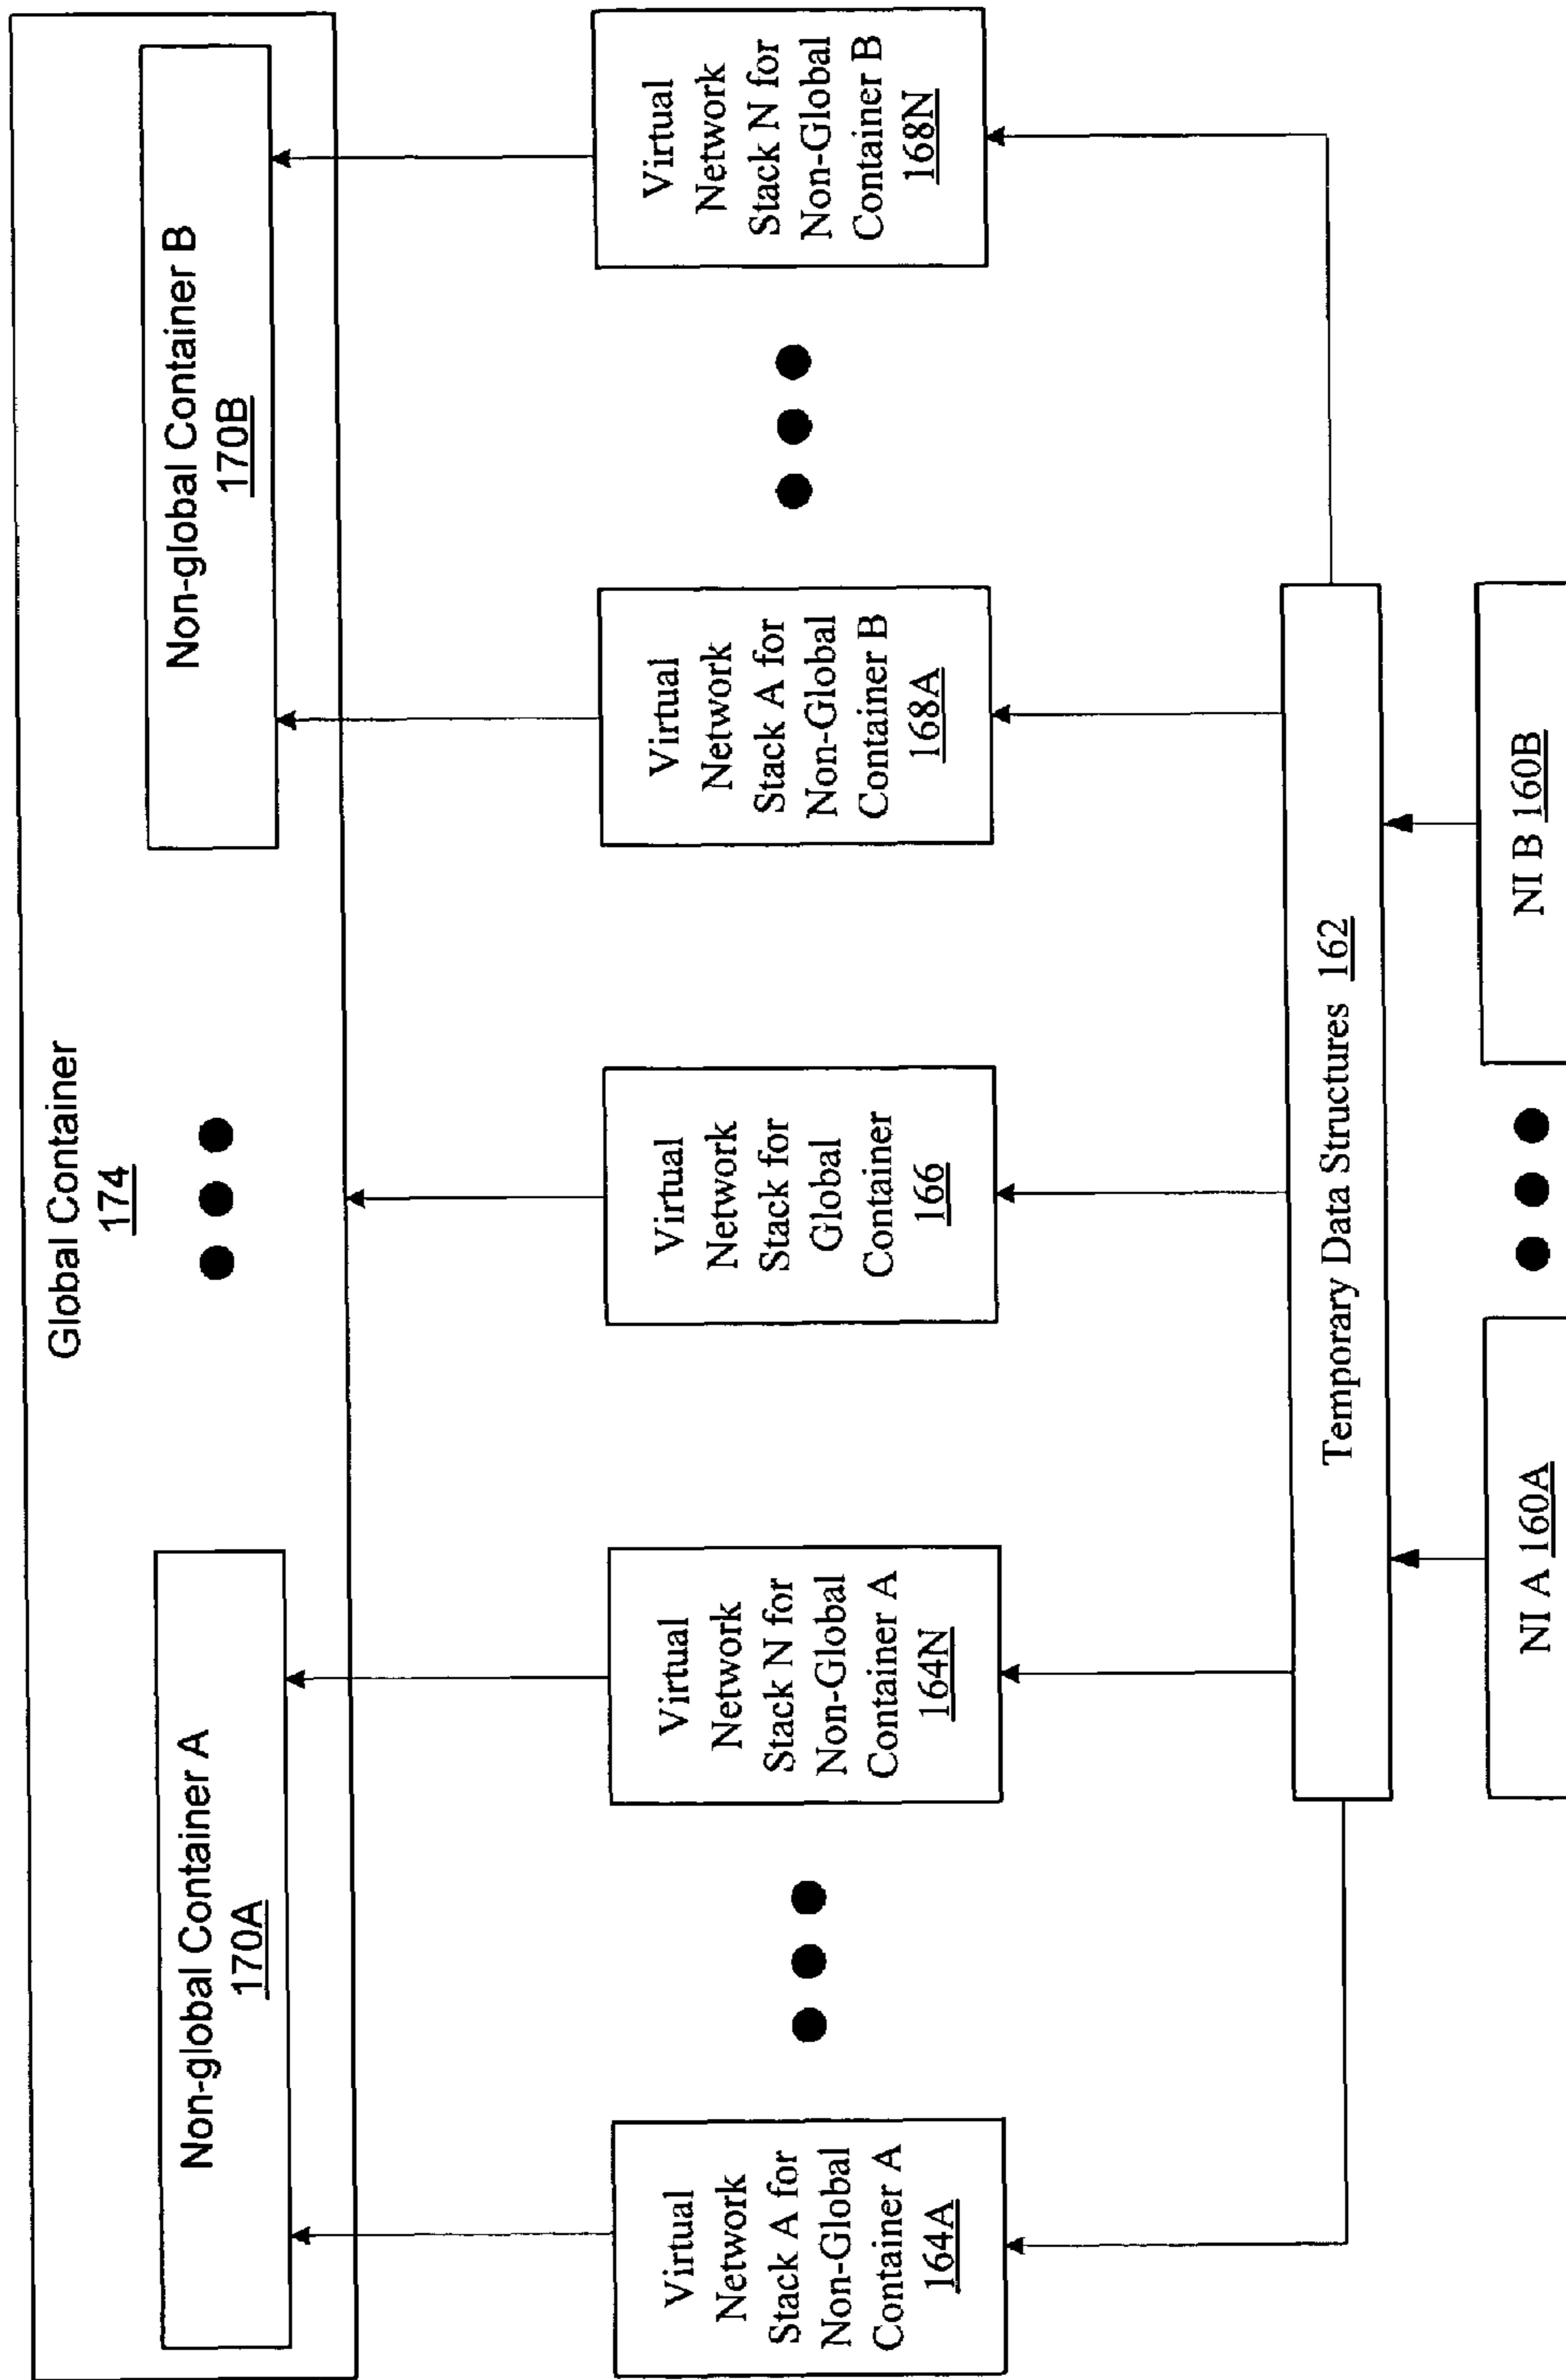 Global Container
174
Non-global Container A
170A
Non-global Container B
170B
Virtual
Network
Stack A for
Non-Global
Container A
164A
Virtual
Network
Stack N for
Non-Global
Container A
164N
Virtual
Network
Stack for
Global
Container
166
Virtual
Network
Stack A for
Non-Global
Container B
168A
Virtual
Network
Stack N for
Non-Global
Container B
168N
Temporary Data Structures 162
NI A 160A
NI B 160B